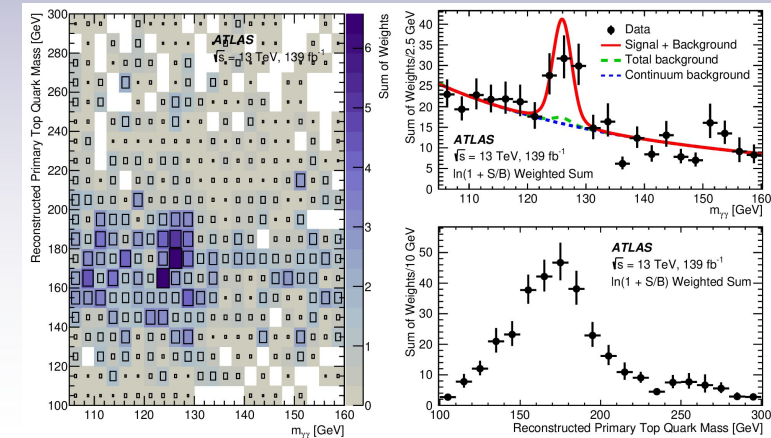 Reconstructed Primary Top Quark Mass [GeV]
300
280
260
240
220
200
180
160
140
120
100
110
120
130
140
150
160
mγγ [GeV]
ATLAS
√s = 13 TeV, 139 fb⁻¹
Sum of Weights
6
5
4
3
2
1
0
Sum of Weights/2.5 GeV
40
35
30
25
20
15
10
5
0
Data
Signal + Background
Total background
Continuum background
ATLAS
√s = 13 TeV, 139 fb⁻¹
ln(1 + S/B) Weighted Sum
110
120
130
140
150
160
mγγ [GeV]
Sum of Weights/10 GeV
50
40
30
20
10
0
ATLAS
√s = 13 TeV, 139 fb⁻¹
ln(1 + S/B) Weighted Sum
100
150
200
250
300
Reconstructed Primary Top Quark Mass [GeV]